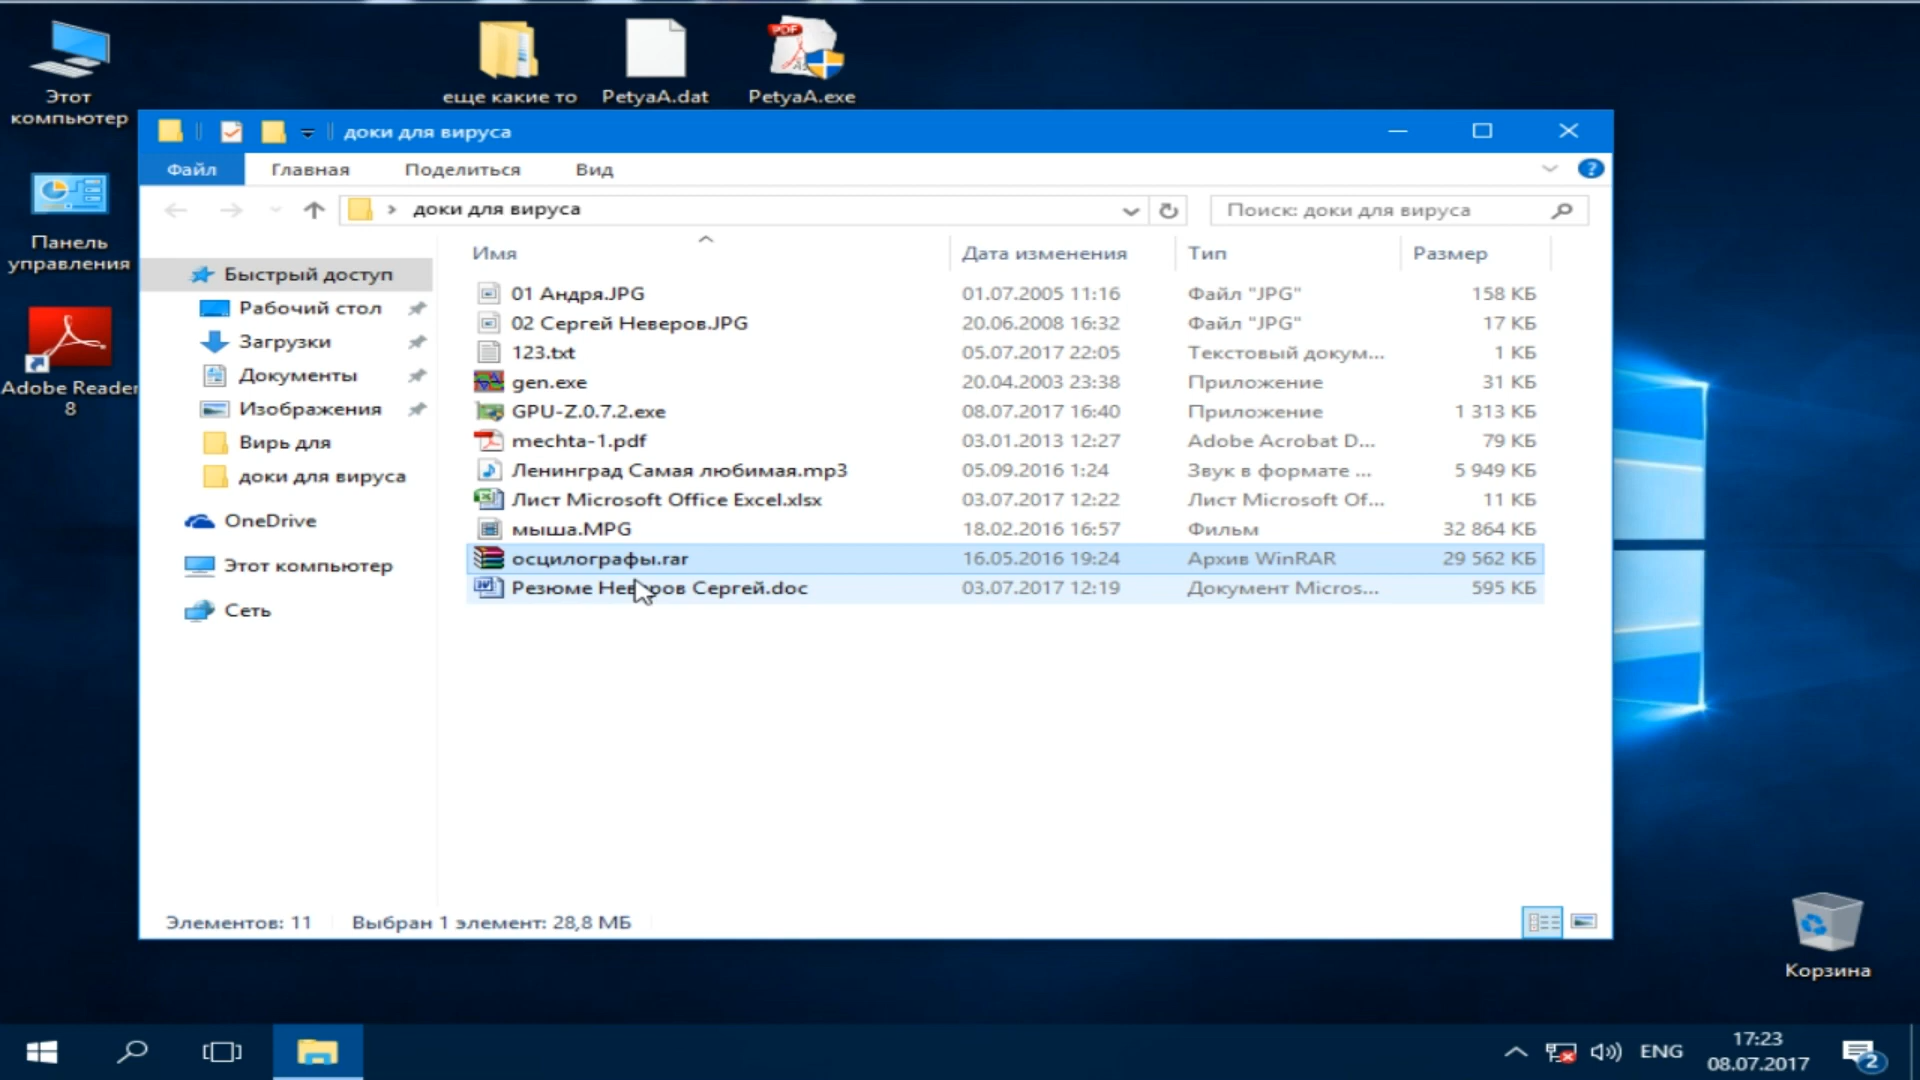 Этот
компьютер
еще какие то
PetyaA.dat
PDF
PetyaA.exe
доки для вируса
Файл
Главная
Поделиться
Вид
доки для вируса
Поиск: доки для вируса
Панель
управления
Имя
Дата изменения
Тип
Размер
Быстрый доступ
Рабочий стол
Загрузки
Документы
Изображения
Вирь для
доки для вируса
OneDrive
Этот компьютер
Сеть
01 Андря.JPG 01.07.2005 11:16 Файл "JPG" 158 КБ
02 Сергей Неверов.JPG 20.06.2008 16:32 Файл "JPG" 17 КБ
123.txt 05.07.2017 22:05 Текстовый докум... 1 КБ
gen.exe 20.04.2003 23:38 Приложение 31 КБ
GPU-Z.0.7.2.exe 08.07.2017 16:40 Приложение 1 313 КБ
mechta-1.pdf 03.01.2013 12:27 Adobe Acrobat D... 79 КБ
Ленинград Самая любимая.mp3 05.09.2016 1:24 Звук в формате ... 5 949 КБ
Лист Microsoft Office Excel.xlsx 03.07.2017 12:22 Лист Microsoft Of... 11 КБ
мыша.MPG 18.02.2016 16:57 Фильм 32 864 КБ
осцилографы.rar 16.05.2016 19:24 Архив WinRAR 29 562 КБ
Резюме Неверов Сергей.doc 03.07.2017 12:19 Документ Micros... 595 КБ
Adobe Reader
8
Элементов: 11
Выбран 1 элемент: 28,8 МБ
Корзина
ENG
17:23
08.07.2017
2